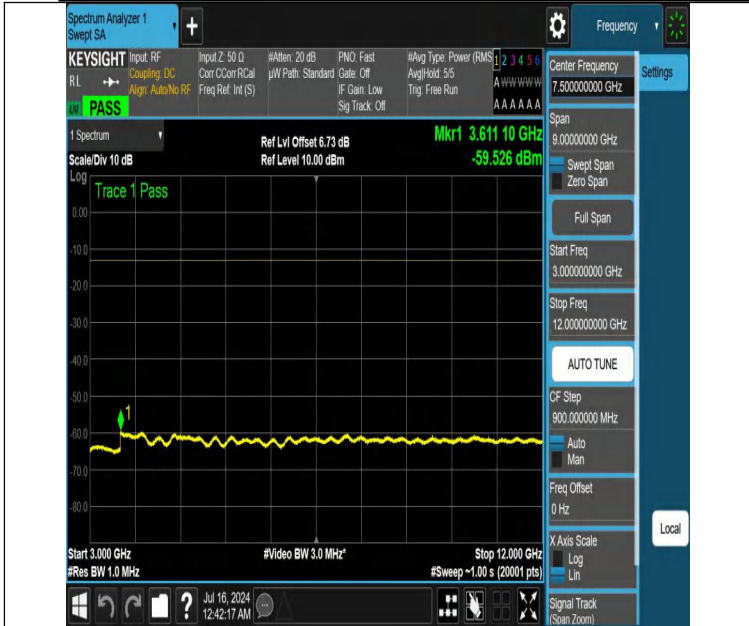 Spectrum Analyzer 1
Swept SA
Frequency
KEYSIGHT
RL
PASS
Input: RF
Coupling: DC
Align: Auto/No RF
Input Z: 50 Ω
Corr CCorr RCal
Freq Ref: Int (S)
#Atten: 20 dB
µW Path: Standard
PNO: Fast
Gate: Off
IF Gain: Low
Sig Track: Off
#Avg Type: Power (RMS
Avg|Hold: 5/5
Trig: Free Run
1 2 3 4 5 6
A W W W W W
A A A A A A
1 Spectrum
Scale/Div 10 dB
Log
Ref Lvl Offset 6.73 dB
Ref Level 10.00 dBm
Mkr1 3.611 10 GHz
-59.526 dBm
Trace 1 Pass
0.00
-10.0
-20.0
-30.0
-40.0
-50.0
-60.0
-70.0
-80.0
1
Start 3.000 GHz
#Res BW 1.0 MHz
#Video BW 3.0 MHz*
Stop 12.000 GHz
#Sweep ~1.00 s (20001 pts)
Jul 16, 2024
12:42:17 AM
?
Center Frequency
7.500000000 GHz
Settings
Span
9.00000000 GHz
Swept Span
Zero Span
Full Span
Start Freq
3.000000000 GHz
Stop Freq
12.000000000 GHz
AUTO TUNE
CF Step
900.000000 MHz
Auto
Man
Freq Offset
0 Hz
X Axis Scale
Log
Lin
Local
Signal Track
(Span Zoom)